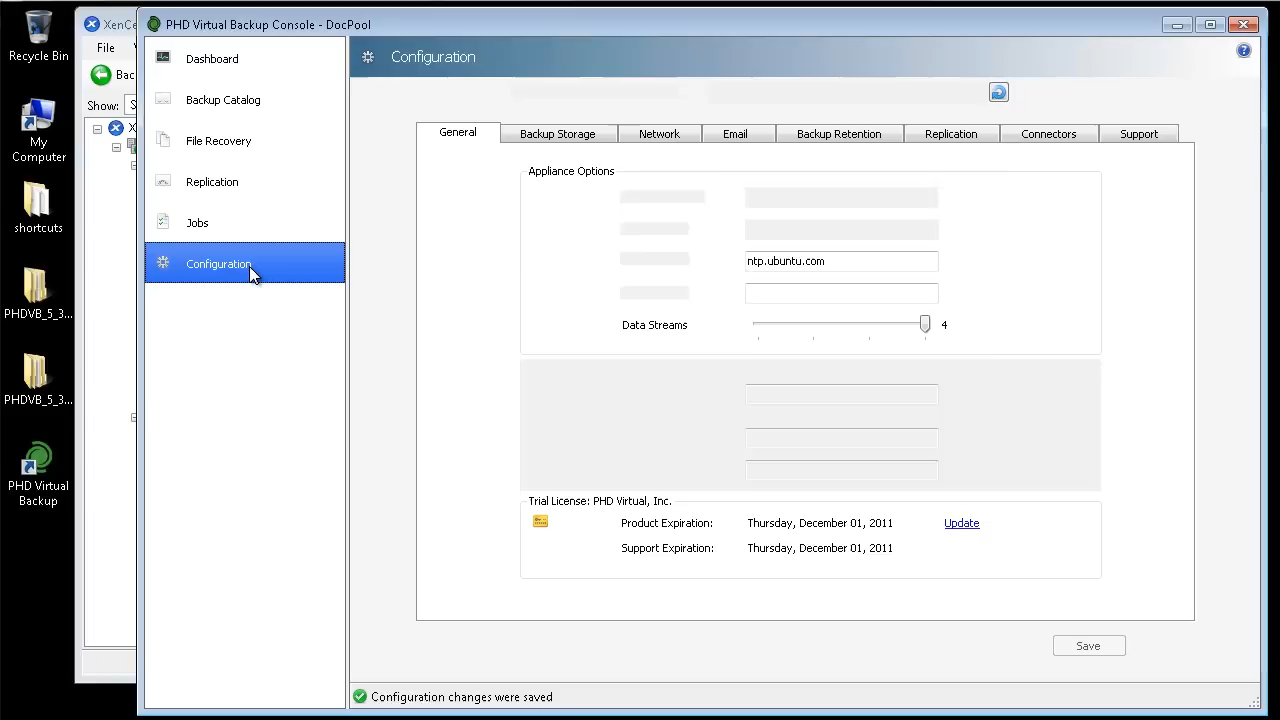 Recycle Bin
My
Computer
shortcuts
PHDVB_5_3...
PHDVB_5_3...
PHD Virtual
Backup
XenCe
File
Bac
Show:
PHD Virtual Backup Console - DocPool
Dashboard
Backup Catalog
File Recovery
Replication
Jobs
Configuration
Configuration
General
Backup Storage
Network
Email
Backup Retention
Replication
Connectors
Support
Appliance Options
ntp.ubuntu.com
Data Streams
4
Trial License: PHD Virtual, Inc.
Product Expiration:
Thursday, December 01, 2011
Update
Support Expiration:
Thursday, December 01, 2011
Save
Configuration changes were saved